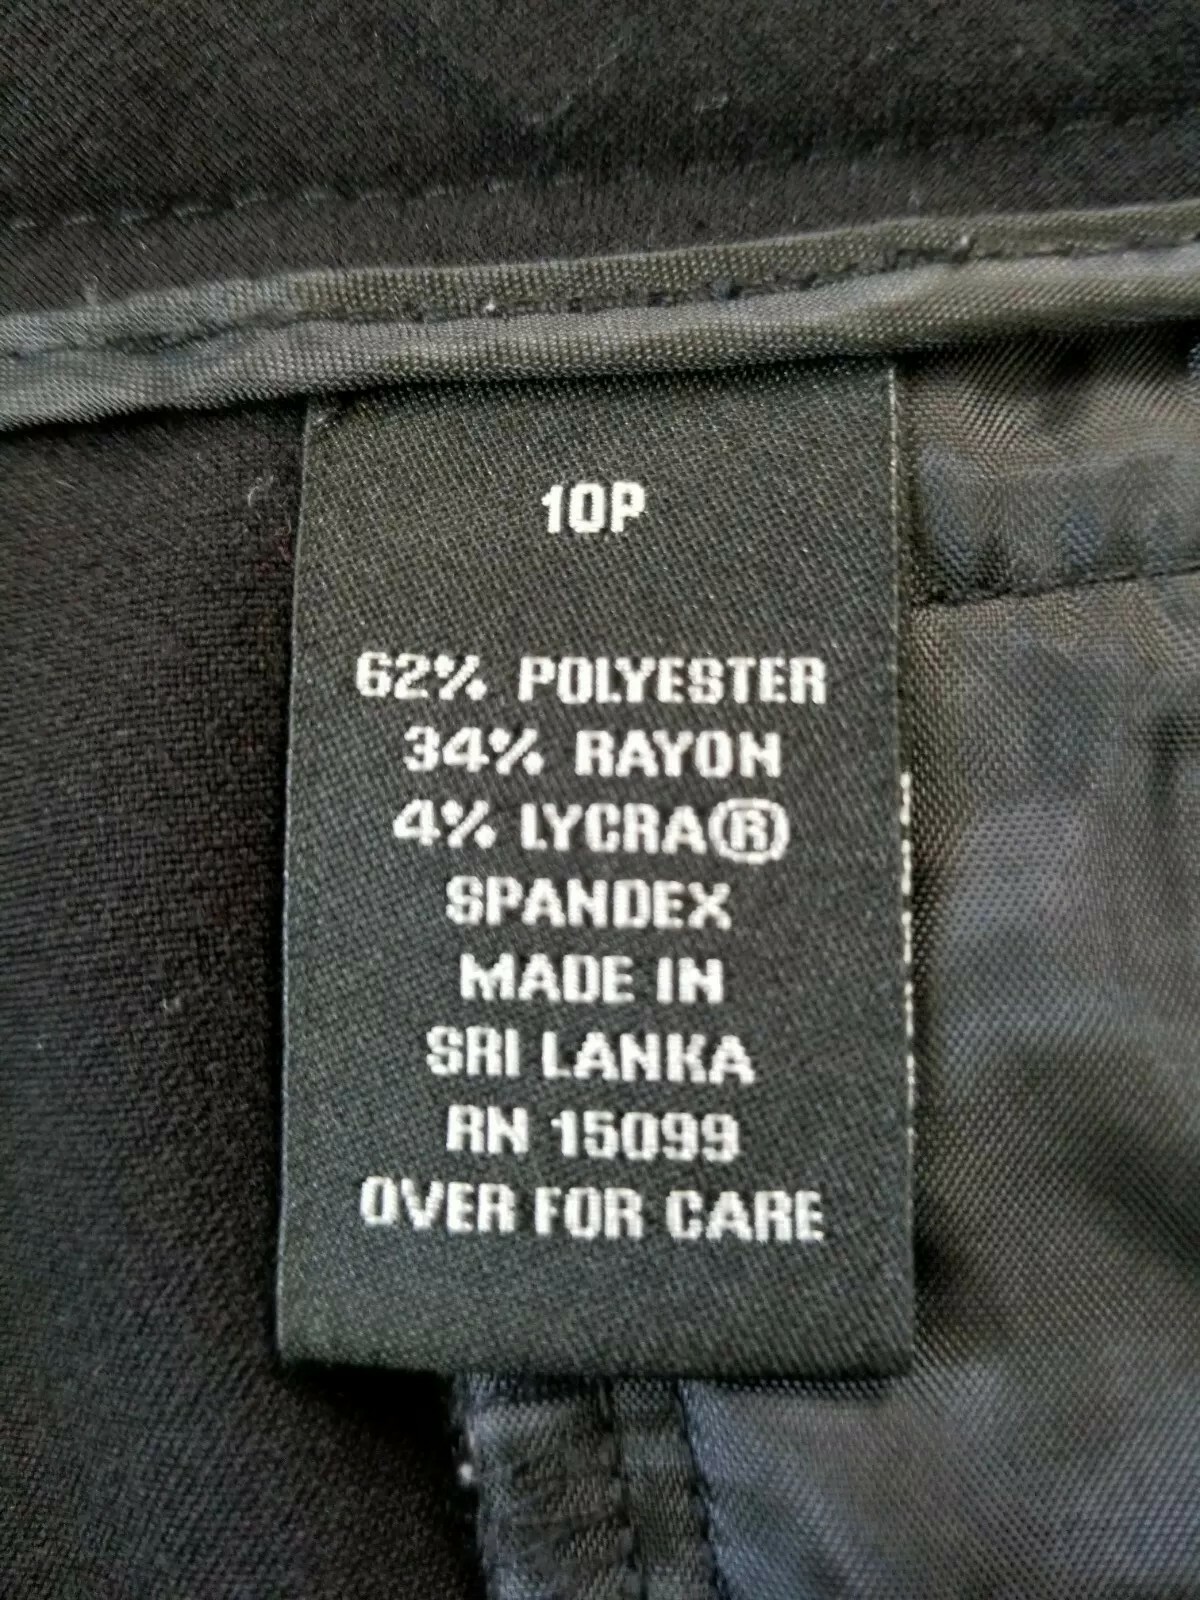 10P
62% POLYESTER
34% RAYON
4% LYCRA®
SPANDEX
MADE IN
SRI LANKA
RN 15099
OVER FOR CARE